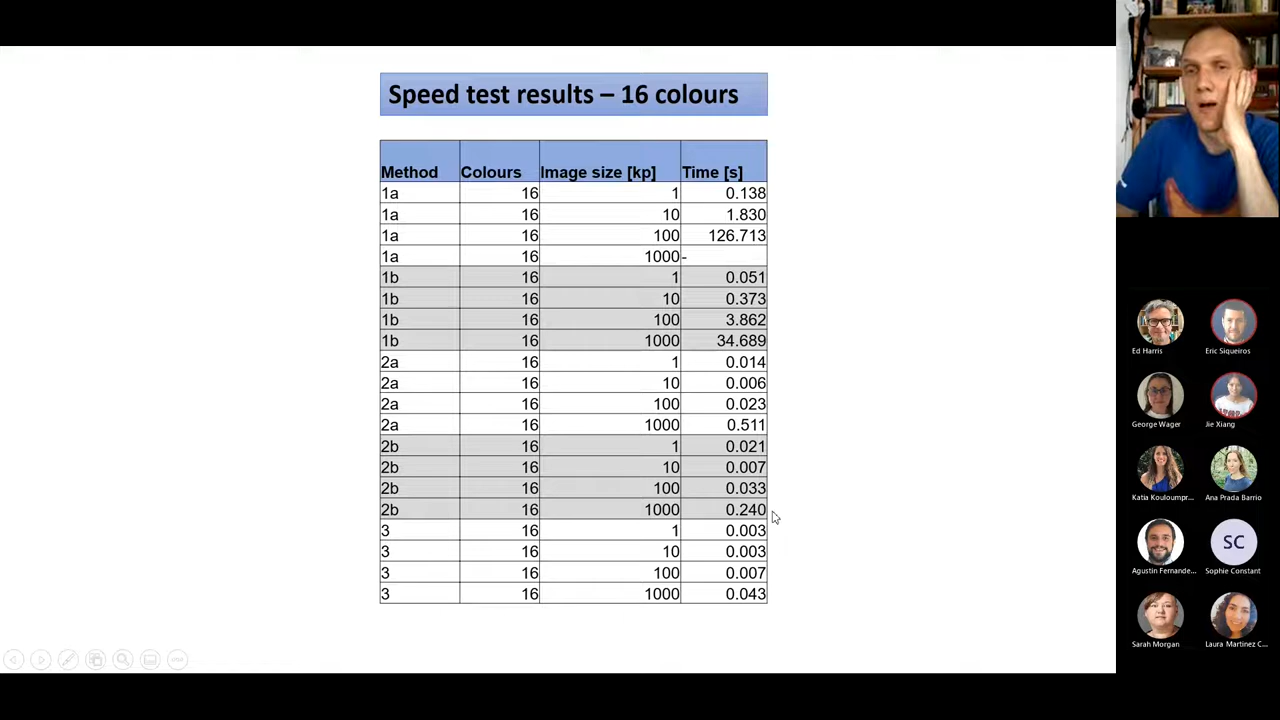 Speed test results – 16 colours
Method Colours Image size [kp] Time [s]
1a 16 1 0.138
1a 16 10 1.830
1a 16 100 126.713
1a 16 1000 -
1b 16 1 0.051
1b 16 10 0.373
1b 16 100 3.862
1b 16 1000 34.689
2a 16 1 0.014
2a 16 10 0.006
2a 16 100 0.023
2a 16 1000 0.511
2b 16 1 0.021
2b 16 10 0.007
2b 16 100 0.033
2b 16 1000 0.240
3 16 1 0.003
3 16 10 0.003
3 16 100 0.007
3 16 1000 0.043
Ed Harris Eric Siqueiros
George Wager Jie Xiang
Katia Kouloumpr... Ana Prada Barrio
SC
Agustin Fernande... Sophie Constant
Sarah Morgan Laura Martinez C...